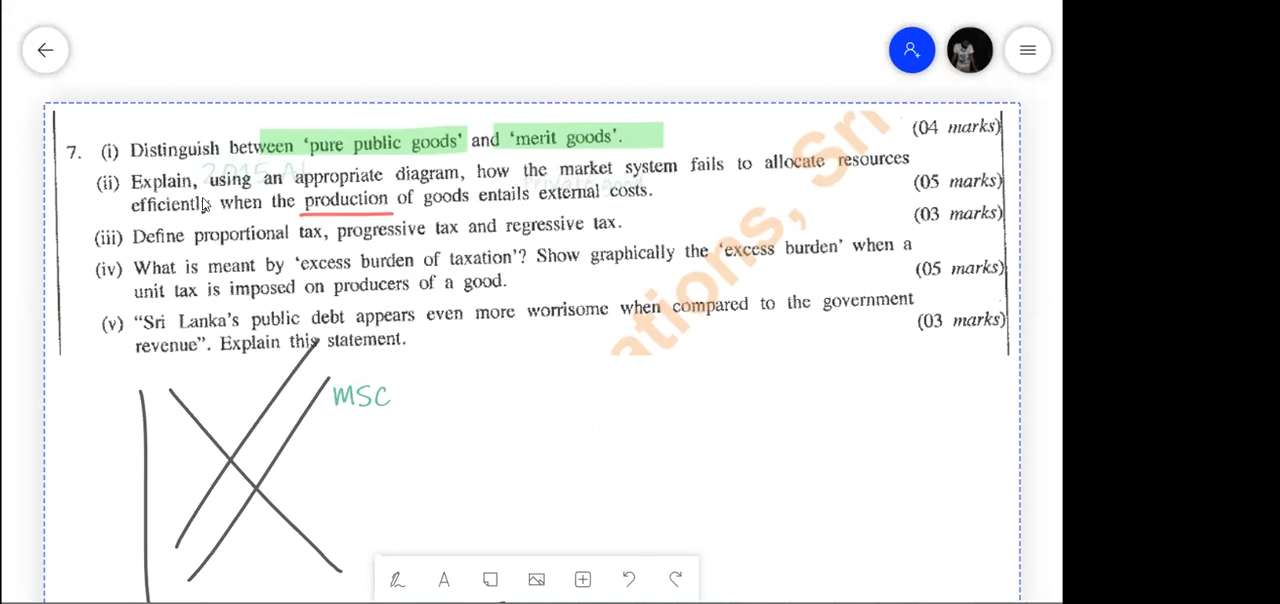 7. (i) Distinguish between ‘pure public goods’ and ‘merit goods’. (04 marks)
(ii) Explain, using an appropriate diagram, how the market system fails to allocate resources
efficiently when the production of goods entails external costs. (05 marks)
(iii) Define proportional tax, progressive tax and regressive tax. (03 marks)
(iv) What is meant by ‘excess burden of taxation’? Show graphically the ‘excess burden’ when a
unit tax is imposed on producers of a good. (05 marks)
(v) “Sri Lanka’s public debt appears even more worrisome when compared to the government
revenue”. Explain this statement. (03 marks)
MSC
ations, Sri